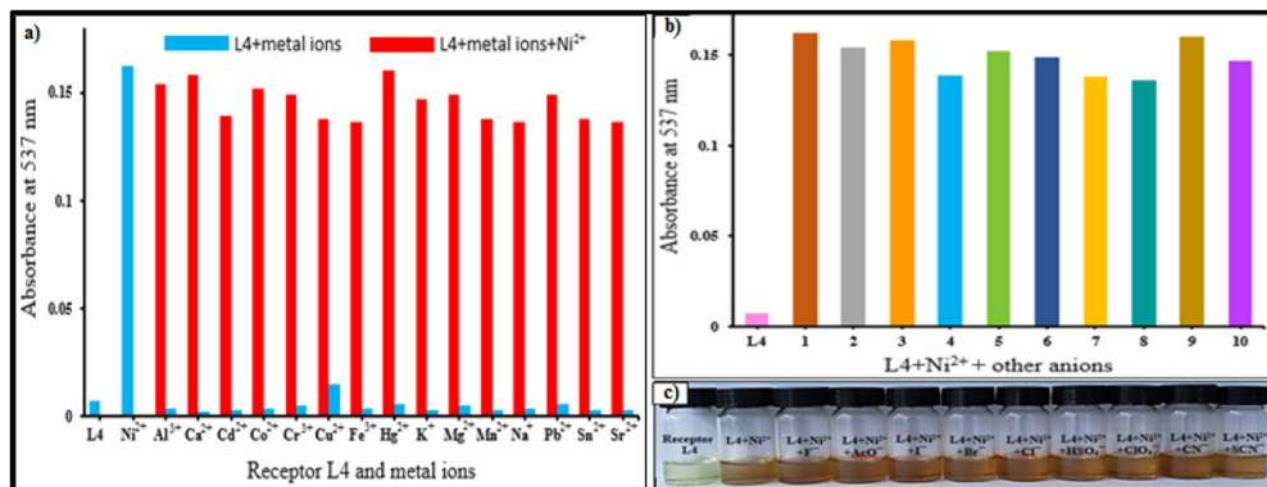 a)
L4+metal ions
L4+metal ions+Ni²⁺
Absorbance at 537 nm
0.15
0.1
0.05
0
L4 Ni²⁺ Al³⁺ Ca²⁺ Cd²⁺ Co²⁺ Cr³⁺ Cu²⁺ Fe³⁺ Hg²⁺ K⁺ Mg²⁺ Mn²⁺ Na⁺ Pb²⁺ Sn²⁺ Sr²⁺
Receptor L4 and metal ions
b)
Absorbance at 537 nm
0.15
0.1
0.05
0
L4 1 2 3 4 5 6 7 8 9 10
L4+Ni²⁺ + other anions
c)
Receptor L4
L4+Ni²⁺
L4+Ni²⁺ +F⁻
L4+Ni²⁺ +AcO⁻
L4+Ni²⁺ +I⁻
L4+Ni²⁺ +Br⁻
L4+Ni²⁺ +Cl⁻
L4+Ni²⁺ +HSO₄⁻
L4+Ni²⁺ +ClO₄⁻
L4+Ni²⁺ +CN⁻
L4+Ni²⁺ +SCN⁻